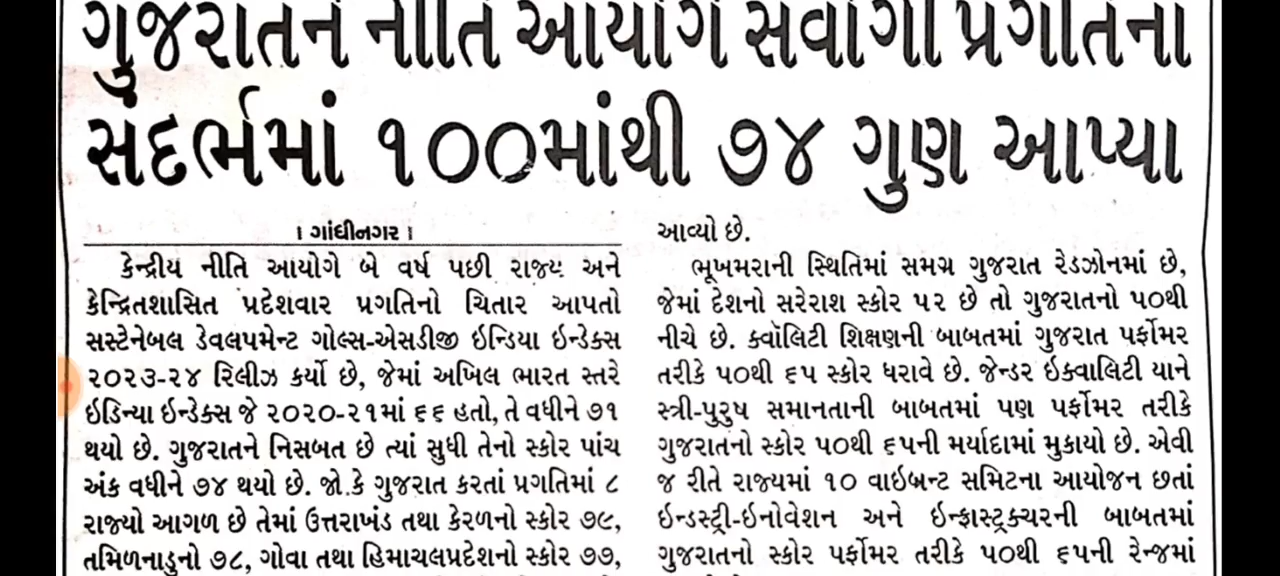 ગુજરાતને નીતિ આયોગે સર્વાંગી પ્રગતિના
સંદર્ભમાં ૧૦૦માંથી ૭૪ ગુણ આપ્યા
। ગાંધીનગર ।
કેન્દ્રીય નીતિ આયોગે બે વર્ષ પછી રાજ્ય અને
કેન્દ્રિતશાસિત પ્રદેશવાર પ્રગતિનો ચિતાર આપતો
સસ્ટેનેબલ ડેવલપમેન્ટ ગોલ્સ-એસડીજી ઇન્ડિયા ઇન્ડેક્સ
૨૦૨૩-૨૪ રિલીઝ કર્યો છે, જેમાં અખિલ ભારત સ્તરે
ઇંડિન્યા ઇન્ડેક્સ જે ૨૦૨૦-૨૧માં ૬૬ હતો, તે વધીને ૭૧
થયો છે. ગુજરાતને નિસબત છે ત્યાં સુધી તેનો સ્કોર પાંચ
અંક વધીને ૭૪ થયો છે. જો.કે ગુજરાત કરતાં પ્રગતિમાં ૮
રાજ્યો આગળ છે તેમાં ઉત્તરાખંડ તથા કેરળનો સ્કોર ૭૯,
તમિળનાડુનો ૭૮, ગોવા તથા હિમાચલપ્રદેશનો સ્કોર ૭૭,
આવ્યો છે.
ભૂખમરાની સ્થિતિમાં સમગ્ર ગુજરાત રેડઝોનમાં છે,
જેમાં દેશનો સરેરાશ સ્કોર ૫૨ છે તો ગુજરાતનો ૫૦થી
નીચે છે. ક્વૉલિટી શિક્ષણની બાબતમાં ગુજરાત પર્ફોમર
તરીકે ૫૦થી ૬૫ સ્કોર ધરાવે છે. જેન્ડર ઇક્વાલિટી યાને
સ્ત્રી-પુરુષ સમાનતાની બાબતમાં પણ પર્ફોમર તરીકે
ગુજરાતનો સ્કોર ૫૦થી ૬૫ની મર્યાદામાં મુકાયો છે. એવી
જ રીતે રાજ્યમાં ૧૦ વાઇબ્રન્ટ સમિટના આયોજન છતાં
ઇન્ડસ્ટ્રી-ઇનોવેશન અને ઇન્ફ્રાસ્ટ્રક્ચરની બાબતમાં
ગુજરાતનો સ્કોર પર્ફોમર તરીકે ૫૦થી ૬૫ની રેન્જમાં